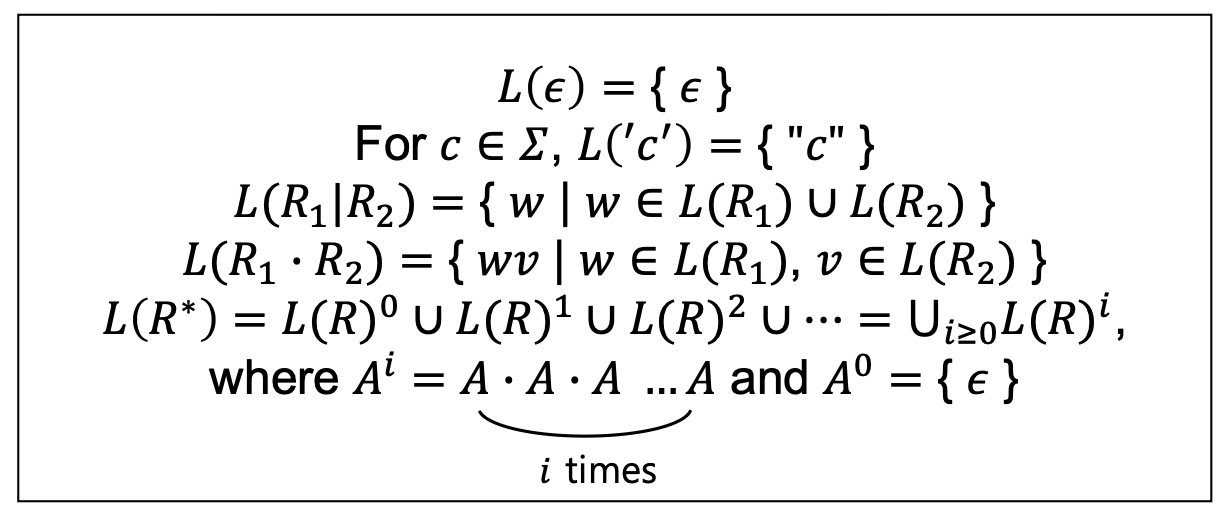 L(ϵ) = { ϵ }
For c ∈ Σ, L('c') = { "c" }
L(R₁|R₂) = { w | w ∈ L(R₁) ∪ L(R₂) }
L(R₁ · R₂) = { wv | w ∈ L(R₁), v ∈ L(R₂) }
L(R*) = L(R)⁰ ∪ L(R)¹ ∪ L(R)² ∪ ⋯ = ⋃ᵢ≥₀L(R)ⁱ,
where Aⁱ = A · A · A …A and A⁰ = { ϵ }
i times